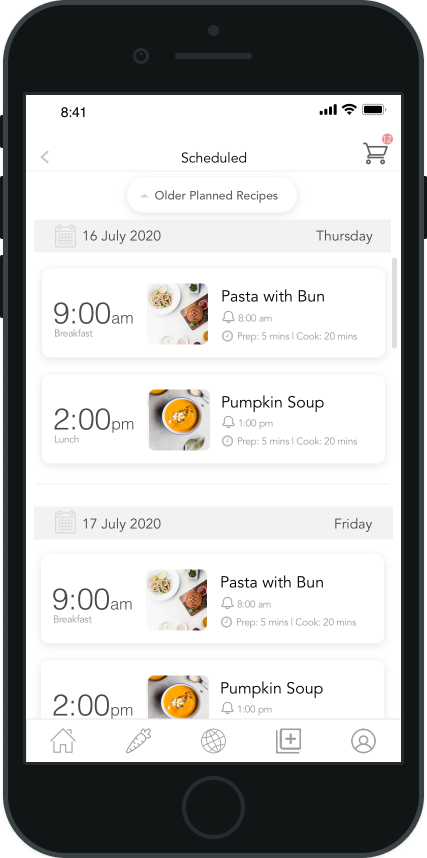 8:41
Scheduled
12
Older Planned Recipes
16 July 2020 Thursday
9:00am
Breakfast
Pasta with Bun
8:00 am
Prep: 5 mins | Cook: 20 mins
2:00pm
Lunch
Pumpkin Soup
1:00 pm
Prep: 5 mins | Cook: 20 mins
17 July 2020 Friday
9:00am
Breakfast
Pasta with Bun
8:00 am
Prep: 5 mins | Cook: 20 mins
2:00pm
Pumpkin Soup
1:00 pm